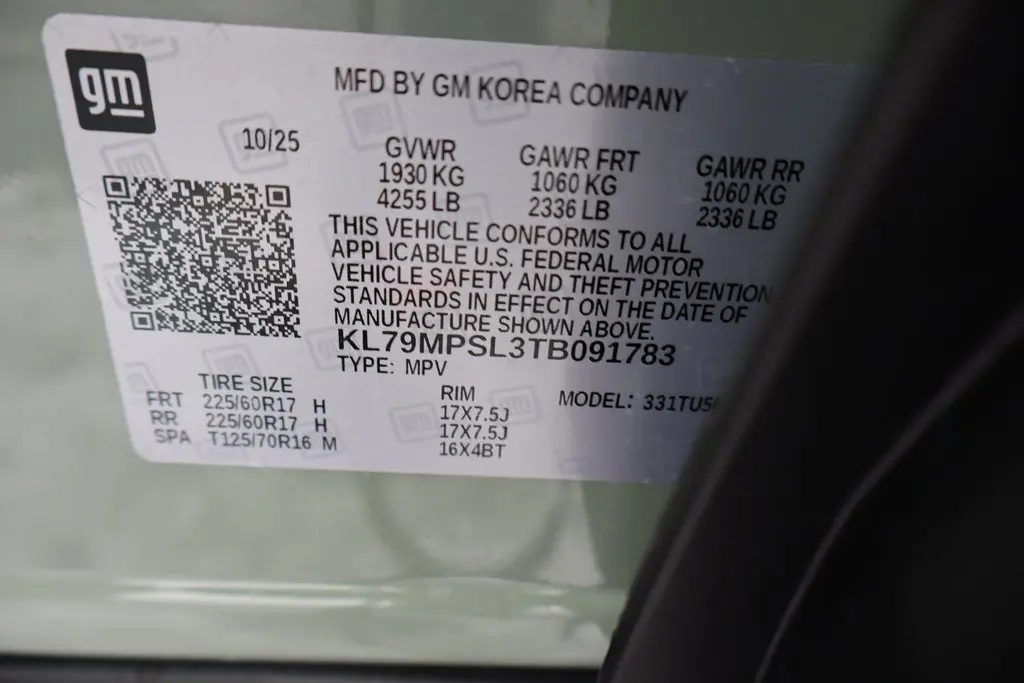 gm
MFD BY GM KOREA COMPANY
10/25
GVWR GAWR FRT GAWR RR
1930 KG 1060 KG 1060 KG
4255 LB 2336 LB 2336 LB
THIS VEHICLE CONFORMS TO ALL
APPLICABLE U.S. FEDERAL MOTOR
VEHICLE SAFETY AND THEFT PREVENTION
STANDARDS IN EFFECT ON THE DATE OF
MANUFACTURE SHOWN ABOVE.
KL79MPSL3TB091783
TYPE: MPV
TIRE SIZE RIM MODEL:
FRT 225/60R17 H 17X7.5J
RR 225/60R17 H 17X7.5J
SPA T125/70R16 M 16X4BT